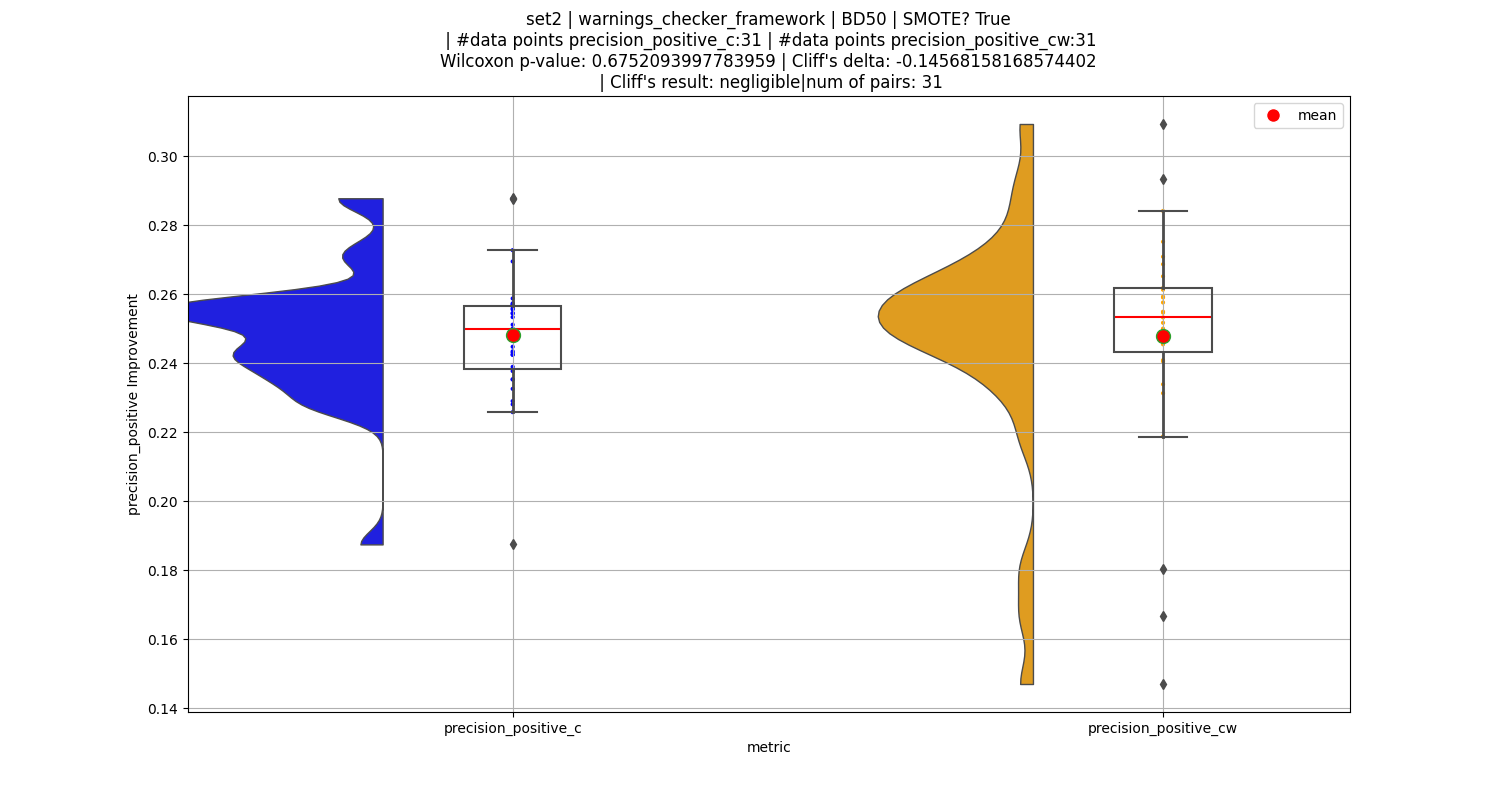 set2 | warnings_checker_framework | BD50 | SMOTE? True
| #data points precision_positive_c:31 | #data points precision_positive_cw:31
Wilcoxon p-value: 0.6752093997783959 | Cliff's delta: -0.14568158168574402
| Cliff's result: negligible|num of pairs: 31
mean
0.30
0.28
0.26
0.24
0.22
0.20
0.18
0.16
0.14
precision_positive Improvement
precision_positive_c
precision_positive_cw
metric